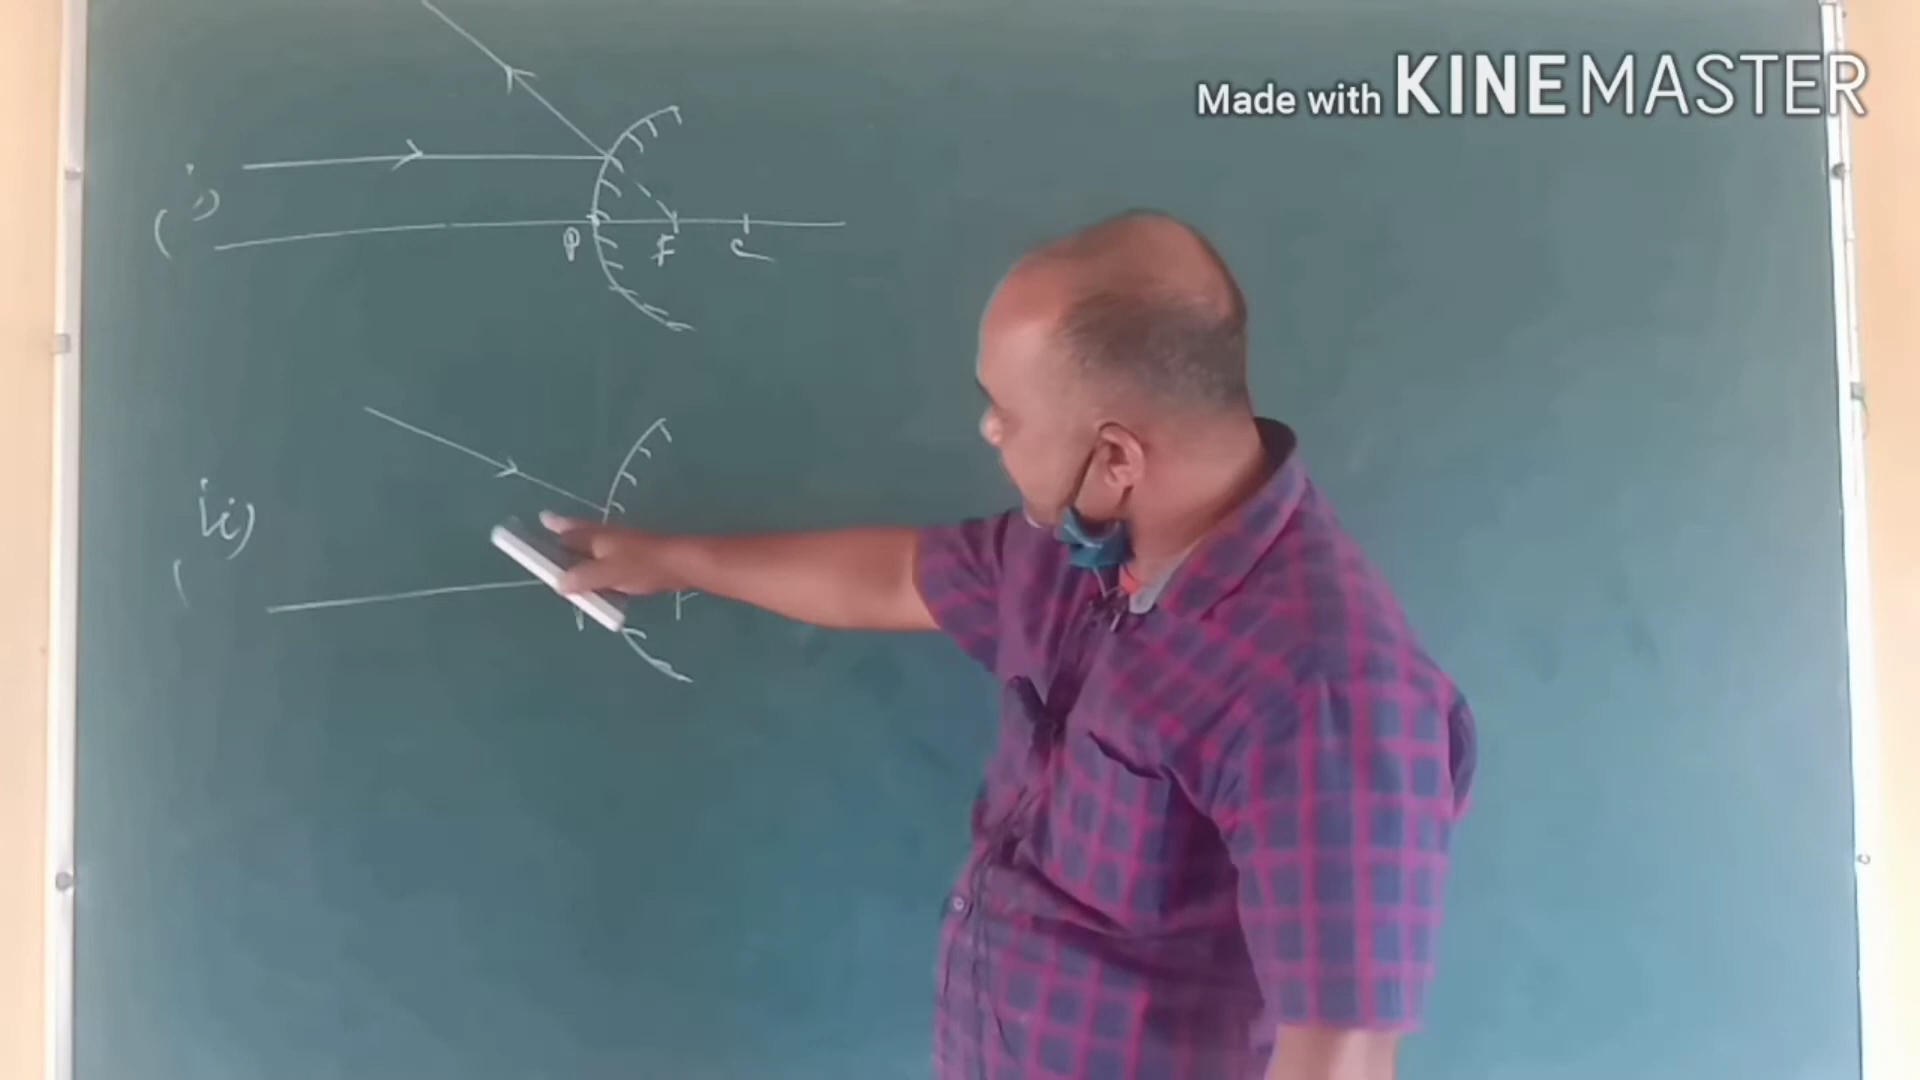 Made with KINEMASTER
(i)
P F C
(ii)
F